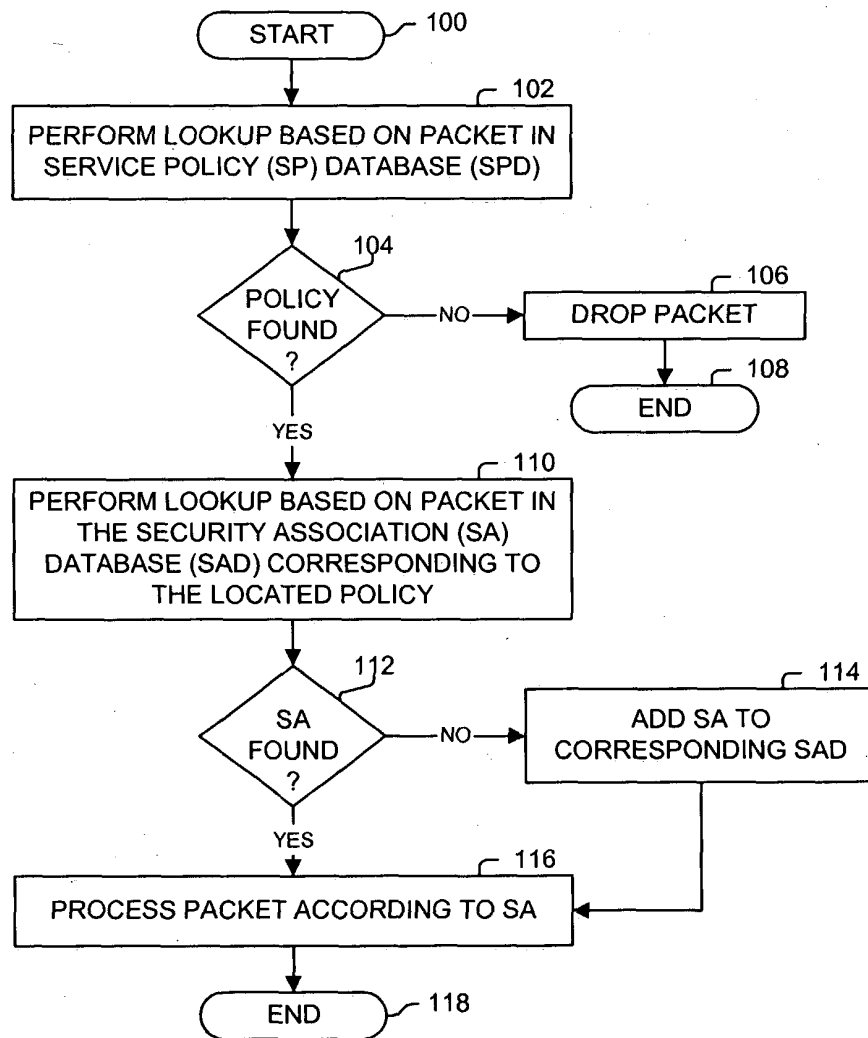 START
100
102
PERFORM LOOKUP BASED ON PACKET IN
SERVICE POLICY (SP) DATABASE (SPD)
104
POLICY
FOUND
?
NO
106
DROP PACKET
108
END
YES
110
PERFORM LOOKUP BASED ON PACKET IN
THE SECURITY ASSOCIATION (SA)
DATABASE (SAD) CORRESPONDING TO
THE LOCATED POLICY
112
SA
FOUND
?
NO
114
ADD SA TO
CORRESPONDING SAD
YES
116
PROCESS PACKET ACCORDING TO SA
END
118